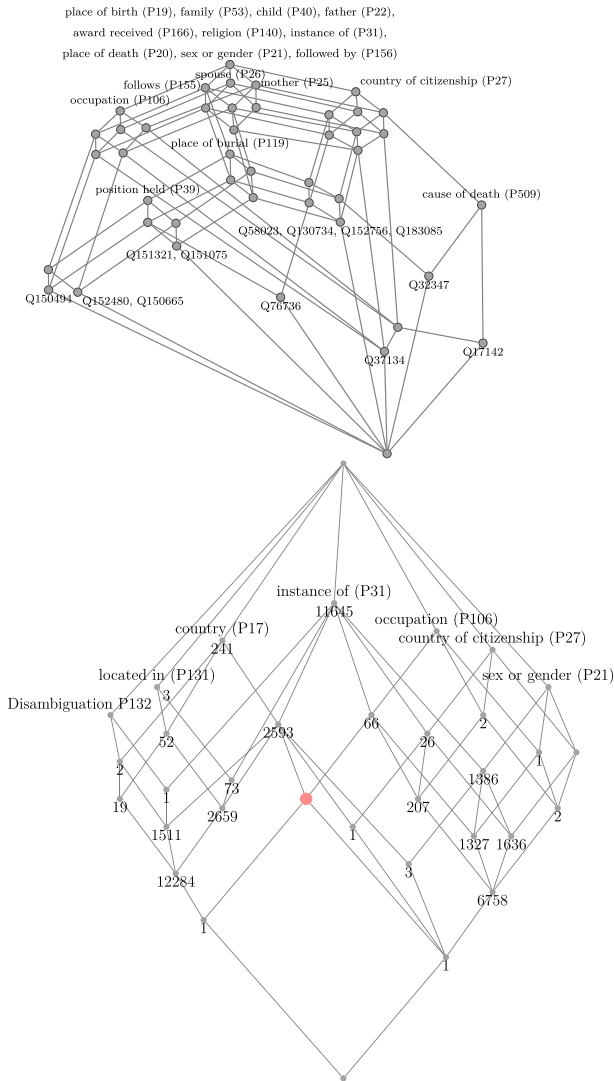 place of birth (P19), family (P53), child (P40), father (P22),
award received (P166), religion (P140), instance of (P31),
place of death (P20), sex or gender (P21), followed by (P156)
spouse (P26)
follows (P155)
mother (P25)
country of citizenship (P27)
occupation (P106)
place of burial (P119)
position held (P39)
cause of death (P509)
Q58023, Q130734, Q152756, Q183085
Q151321, Q151075
Q32347
Q150494
Q152480, Q150665
Q76736
Q37134
Q17142
instance of (P31)
11645
occupation (P106)
country (P17)
country of citizenship (P27)
241
located in (P131)
sex or gender (P21)
3
Disambiguation P132
2593
66
2
52
26
1
2
1386
73
1
19
2659
207
2
1511
1
1327
1636
3
12284
6758
1
1